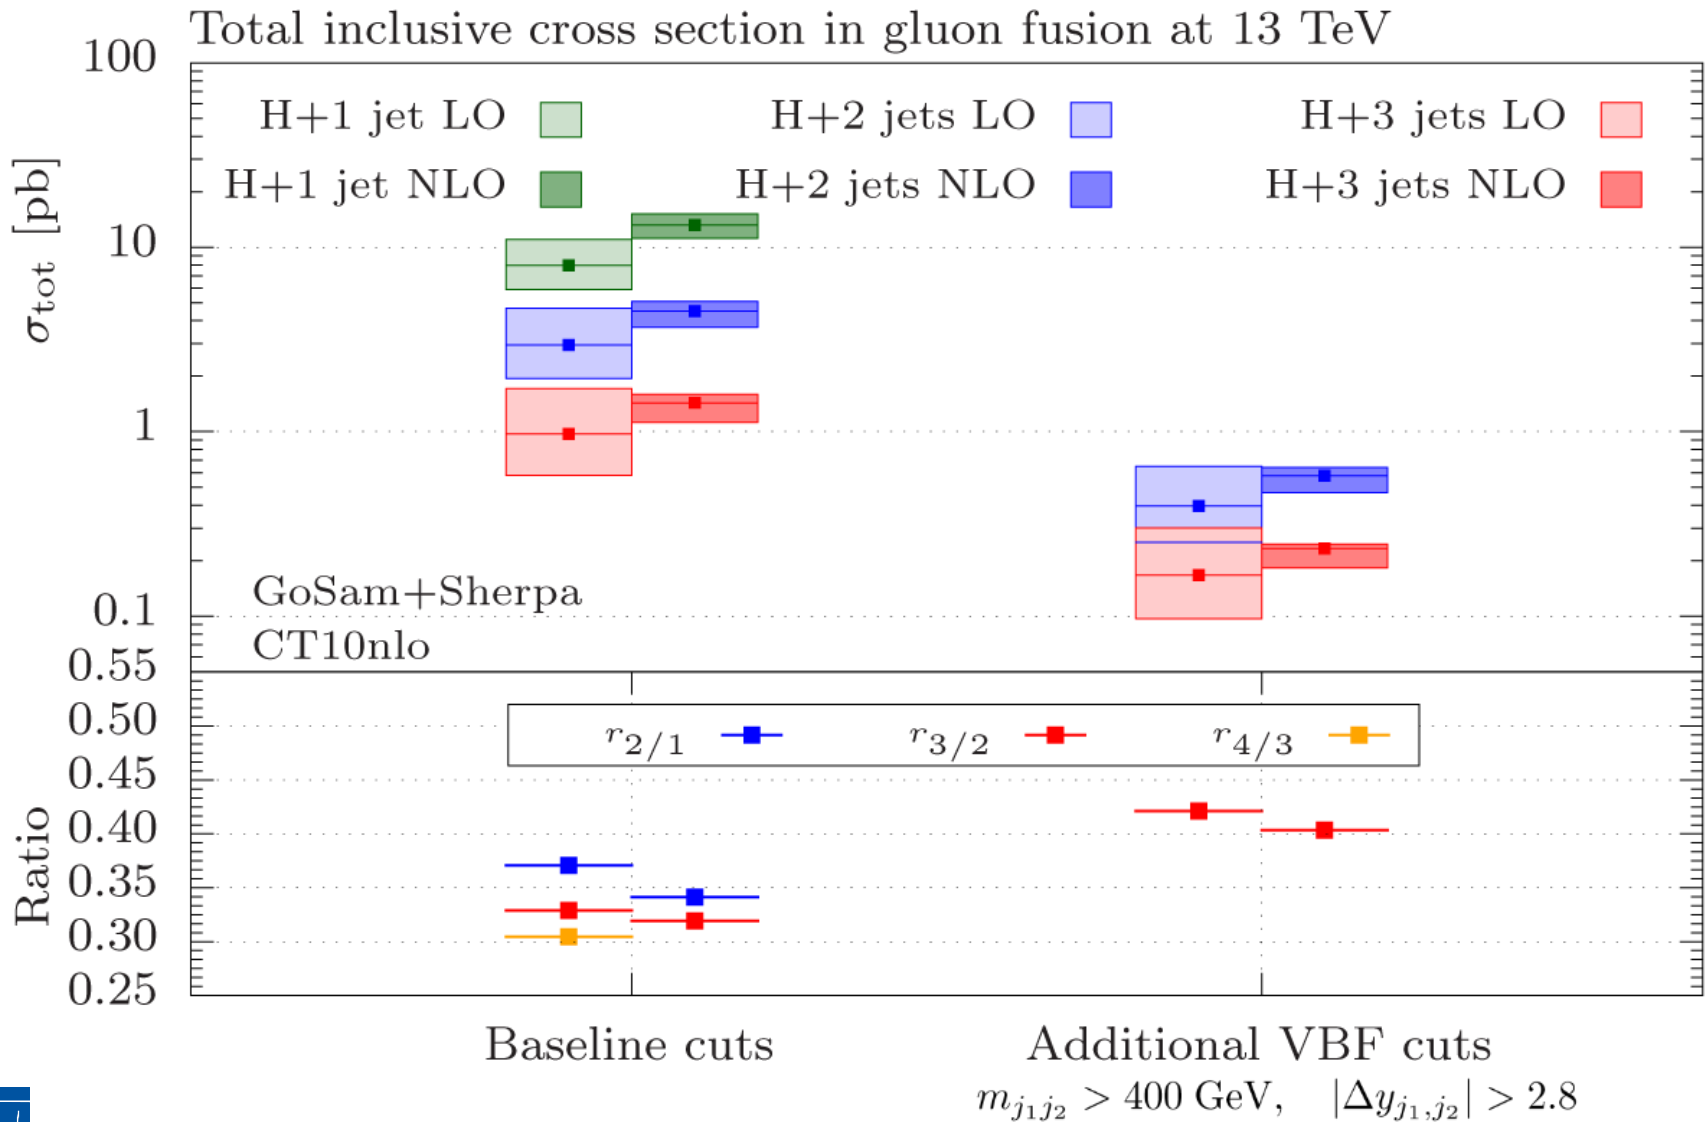 Total inclusive cross section in gluon fusion at 13 TeV
100
H+1 jet LO
H+2 jets LO
H+3 jets LO
H+1 jet NLO
H+2 jets NLO
H+3 jets NLO
σtot [pb]
10
1
0.1
GoSam+Sherpa
CT10nlo
0.55
0.50
r2/1
r3/2
r4/3
0.45
Ratio
0.40
0.35
0.30
0.25
Baseline cuts
Additional VBF cuts
mj1j2 > 400 GeV, |Δyj1,j2| > 2.8